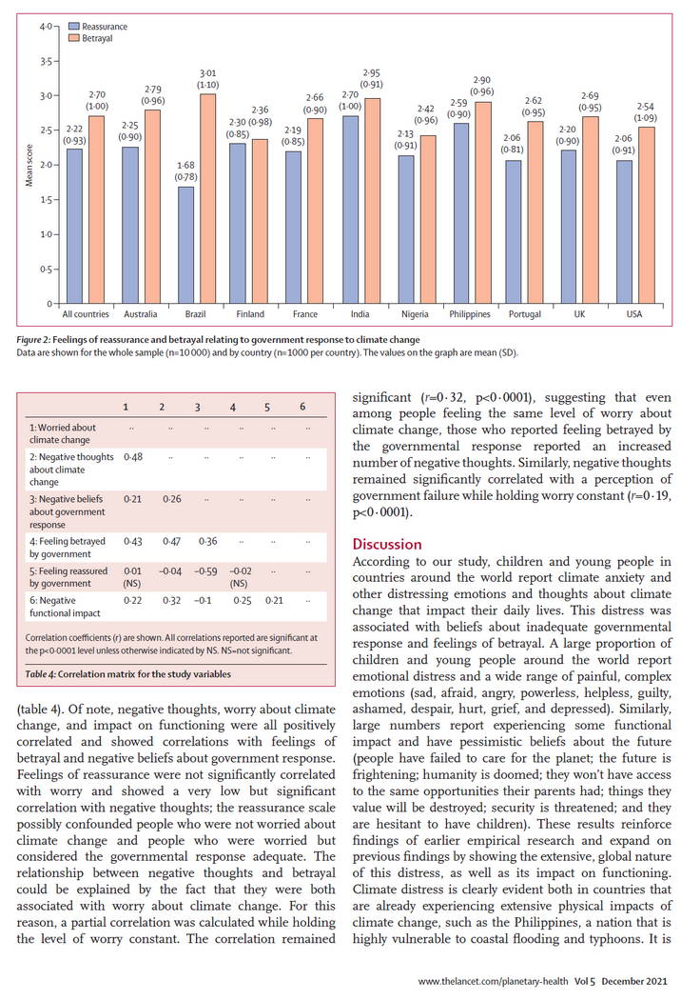 4·0
3·5
3·0
2·5
2·0
1·5
1·0
0·5
0
Mean score
Reassurance
Betrayal
2·22
(0·93)
2·70
(1·00)
2·25
(0·90)
2·79
(0·96)
1·68
(0·78)
3·01
(1·10)
2·30
(0·85)
2·36
(0·98)
2·19
(0·85)
2·66
(0·90)
2·70
(1·00)
2·95
(0·91)
2·13
(0·91)
2·42
(0·96)
2·59
(0·90)
2·90
(0·96)
2·06
(0·81)
2·62
(0·95)
2·20
(0·90)
2·69
(0·95)
2·06
(0·91)
2·54
(1·09)
All countries Australia Brazil Finland France India Nigeria Philippines Portugal UK USA
Figure 2: Feelings of reassurance and betrayal relating to government response to climate change
Data are shown for the whole sample (n=10 000) and by country (n=1000 per country). The values on the graph are mean (SD).
1 2 3 4 5 6
1: Worried about
climate change
·· ·· ·· ·· ·· ··
2: Negative thoughts
about climate
change
0·48 ·· ·· ·· ·· ··
3: Negative beliefs
about government
response
0·21 0·26 ·· ·· ·· ··
4: Feeling betrayed
by government
0·43 0·47 0·36 ·· ·· ··
5: Feeling reassured
by government
0·01
(NS)
–0·04 –0·59 –0·02
(NS)
·· ··
6: Negative
functional impact
0·22 0·32 –0·1 0·25 0·21 ··
Correlation coefficients (r) are shown. All correlations reported are significant at
the p<0·0001 level unless otherwise indicated by NS. NS=not significant.
Table 4: Correlation matrix for the study variables
(table 4). Of note, negative thoughts, worry about climate
change, and impact on functioning were all positively
correlated and showed correlations with feelings of
betrayal and negative beliefs about government response.
Feelings of reassurance were not significantly correlated
with worry and showed a very low but significant
correlation with negative thoughts; the reassurance scale
possibly confounded people who were not worried about
climate change and people who were worried but
considered the governmental response adequate. The
relationship between negative thoughts and betrayal
could be explained by the fact that they were both
associated with worry about climate change. For this
reason, a partial correlation was calculated while holding
the level of worry constant. The correlation remained
significant (r=0·32, p<0·0001), suggesting that even
among people feeling the same level of worry about
climate change, those who reported feeling betrayed by
the governmental response reported an increased
number of negative thoughts. Similarly, negative thoughts
remained significantly correlated with a perception of
government failure while holding worry constant (r=0·19,
p<0·0001).
Discussion
According to our study, children and young people in
countries around the world report climate anxiety and
other distressing emotions and thoughts about climate
change that impact their daily lives. This distress was
associated with beliefs about inadequate governmental
response and feelings of betrayal. A large proportion of
children and young people around the world report
emotional distress and a wide range of painful, complex
emotions (sad, afraid, angry, powerless, helpless, guilty,
ashamed, despair, hurt, grief, and depressed). Similarly,
large numbers report experiencing some functional
impact and have pessimistic beliefs about the future
(people have failed to care for the planet; the future is
frightening; humanity is doomed; they won't have access
to the same opportunities their parents had; things they
value will be destroyed; security is threatened; and they
are hesitant to have children). These results reinforce
findings of earlier empirical research and expand on
previous findings by showing the extensive, global nature
of this distress, as well as its impact on functioning.
Climate distress is clearly evident both in countries that
are already experiencing extensive physical impacts of
climate change, such as the Philippines, a nation that is
highly vulnerable to coastal flooding and typhoons. It is
www.thelancet.com/planetary-health Vol 5 December 2021